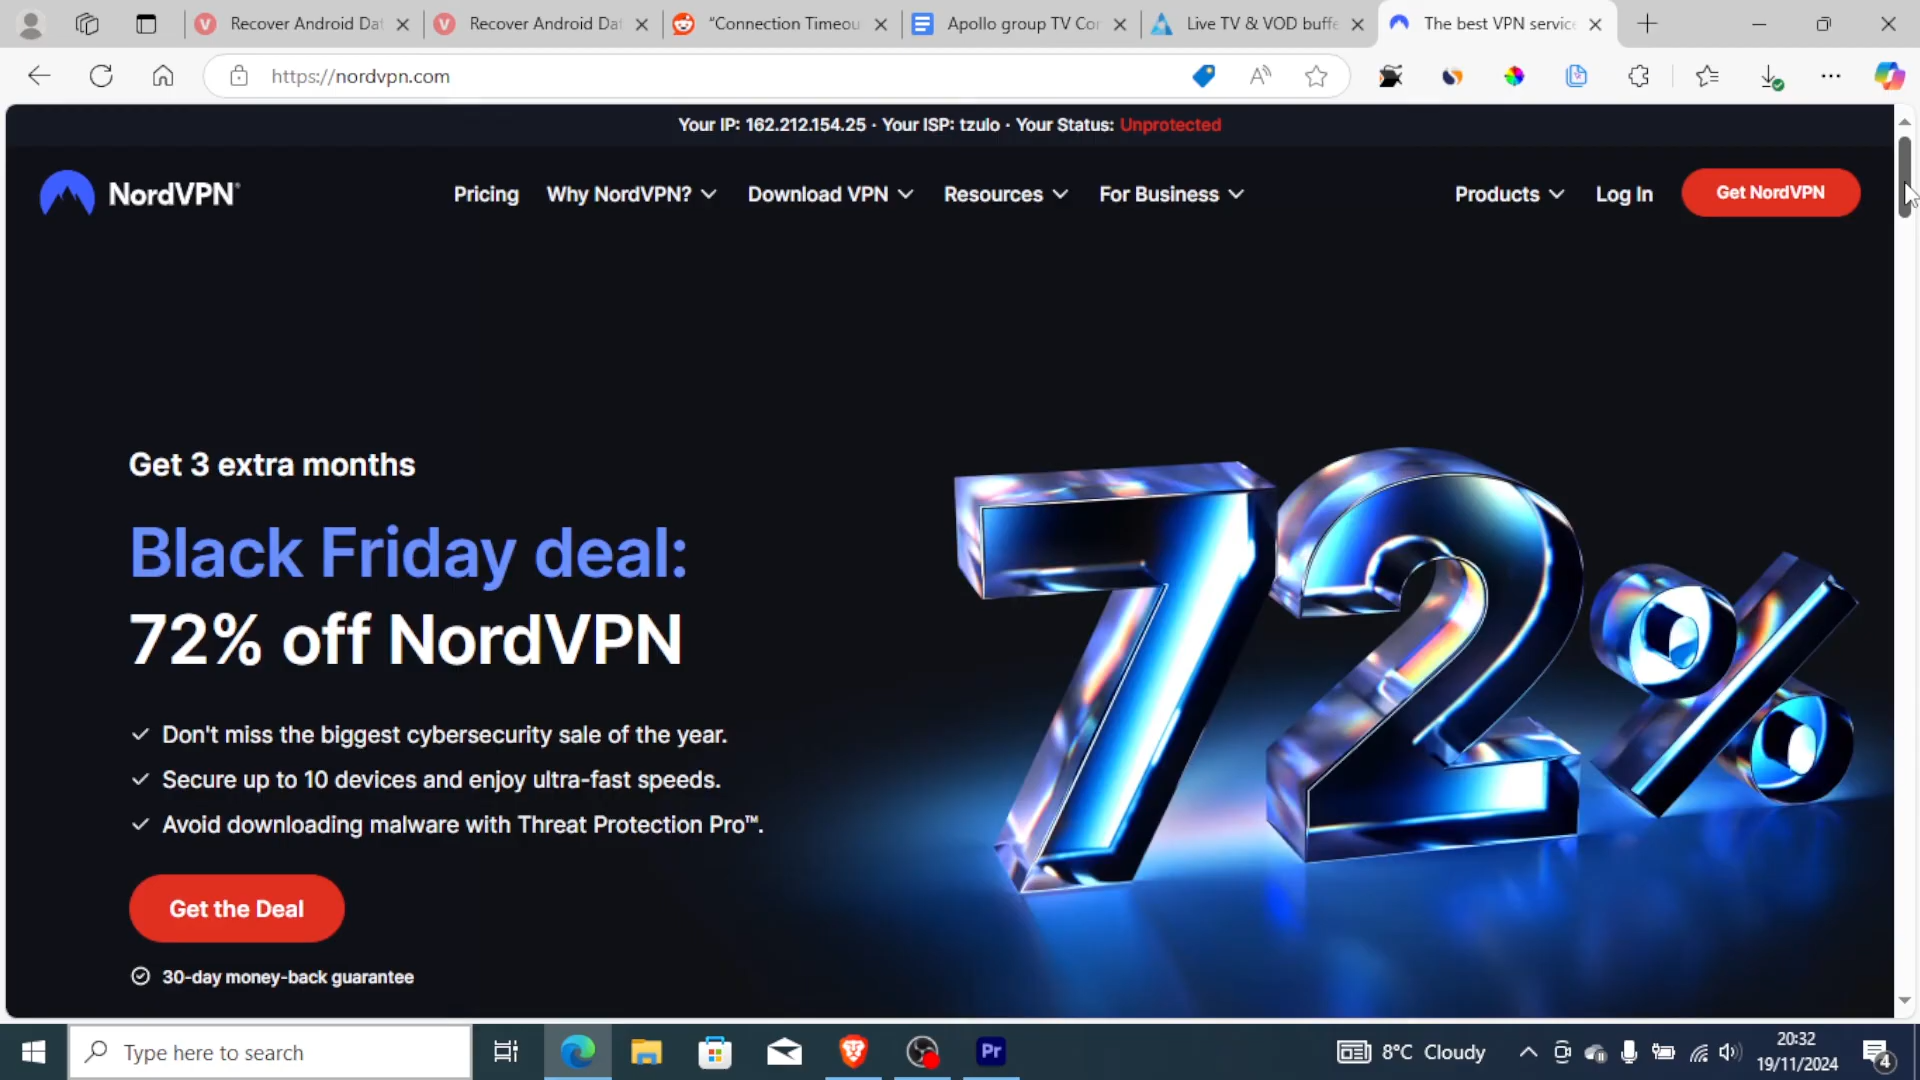 Recover Android Dat
Recover Android Dat
“Connection Timeou
Apollo group TV Cor
Live TV & VOD buffe
The best VPN service
https://nordvpn.com
Your IP: 162.212.154.25 · Your ISP: tzulo · Your Status: Unprotected
NordVPN®
Pricing
Why NordVPN?
Download VPN
Resources
For Business
Products
Log In
Get NordVPN
Get 3 extra months
Black Friday deal:
72% off NordVPN
Don't miss the biggest cybersecurity sale of the year.
Secure up to 10 devices and enjoy ultra-fast speeds.
Avoid downloading malware with Threat Protection Pro™.
Get the Deal
30-day money-back guarantee
72%
Type here to search
Pr
8°C Cloudy
20:32
19/11/2024
4